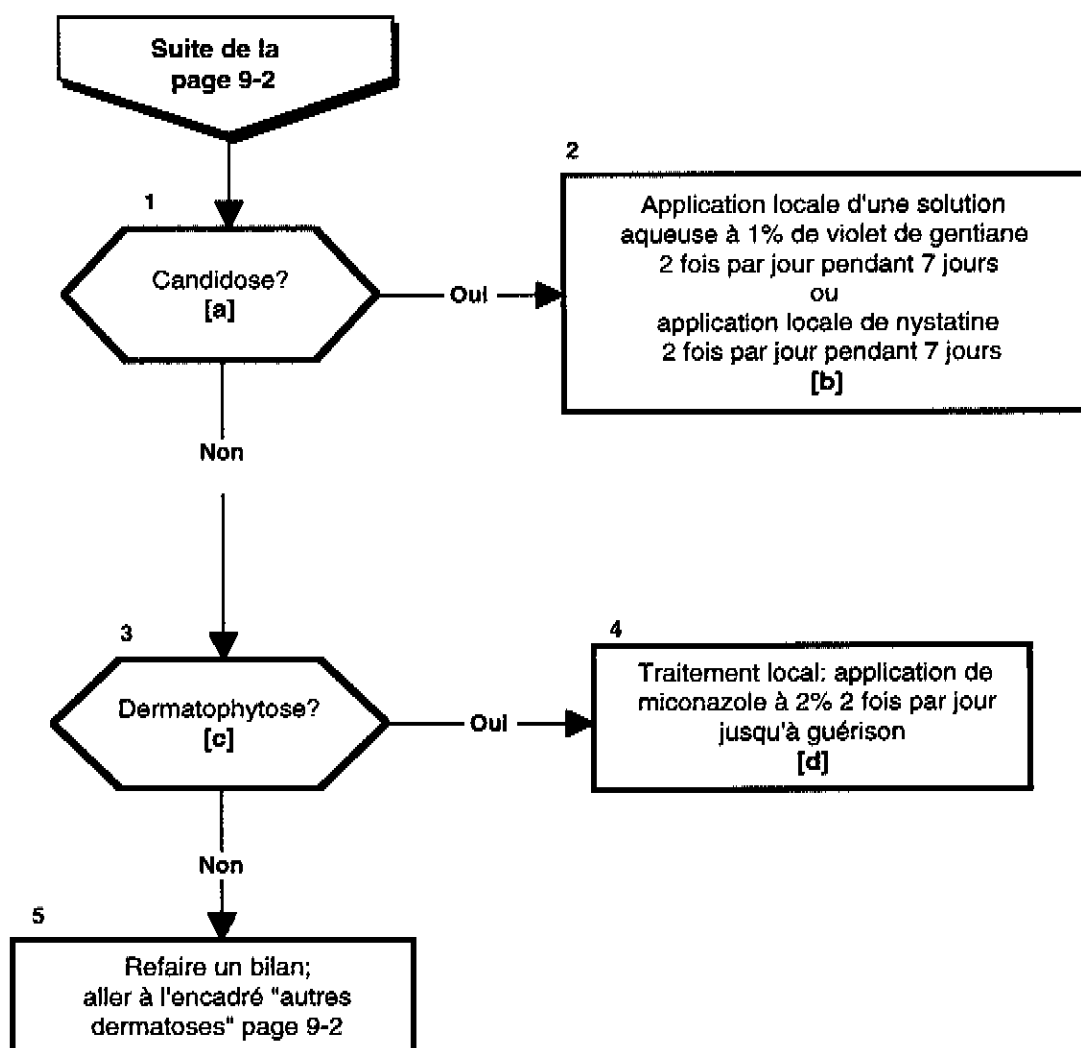 Suite de la
page 9-2
1
Candidose?
[a]
Oui
2
Application locale d'une solution
aqueuse à 1% de violet de gentiane
2 fois par jour pendant 7 jours
ou
application locale de nystatine
2 fois par jour pendant 7 jours
[b]
Non
3
Dermatophytose?
[c]
Oui
4
Traitement local: application de
miconazole à 2% 2 fois par jour
jusqu'à guérison
[d]
Non
5
Refaire un bilan;
aller à l'encadré "autres
dermatoses" page 9-2